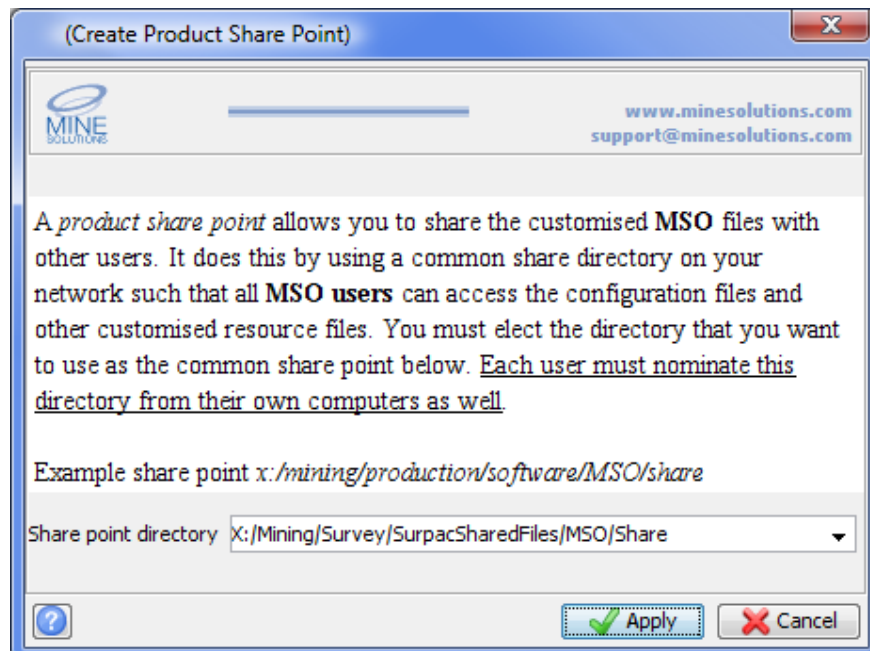 (Create Product Share Point)
MINE
SOLUTIONS
www.minesolutions.com
support@minesolutions.com
A product share point allows you to share the customised MSO files with
other users. It does this by using a common share directory on your
network such that all MSO users can access the configuration files and
other customised resource files. You must elect the directory that you want
to use as the common share point below. Each user must nominate this
directory from their own computers as well.
Example share point x:/mining/production/software/MSO/share
Share point directory X:/Mining/Survey/SurpacSharedFiles/MSO/Share
? Apply Cancel